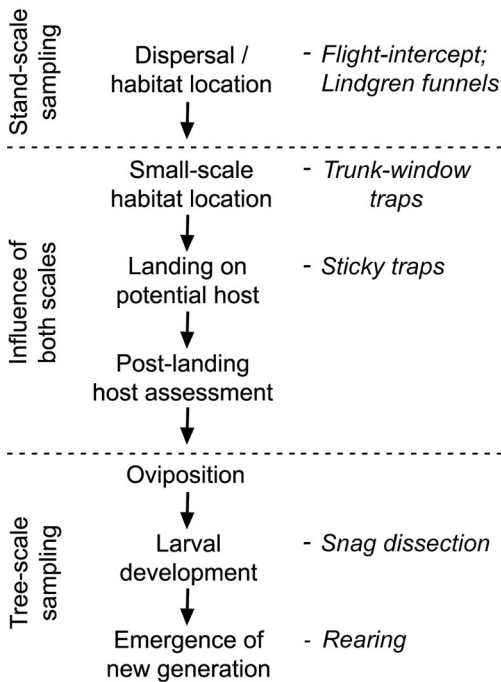 Stand-scale
sampling
Dispersal /
habitat location
- Flight-intercept;
Lindgren funnels
Influence of
both scales
Small-scale
habitat location
- Trunk-window
traps
Landing on
potential host
- Sticky traps
Post-landing
host assessment
Tree-scale
sampling
Oviposition
Larval
development
- Snag dissection
Emergence of
new generation
- Rearing